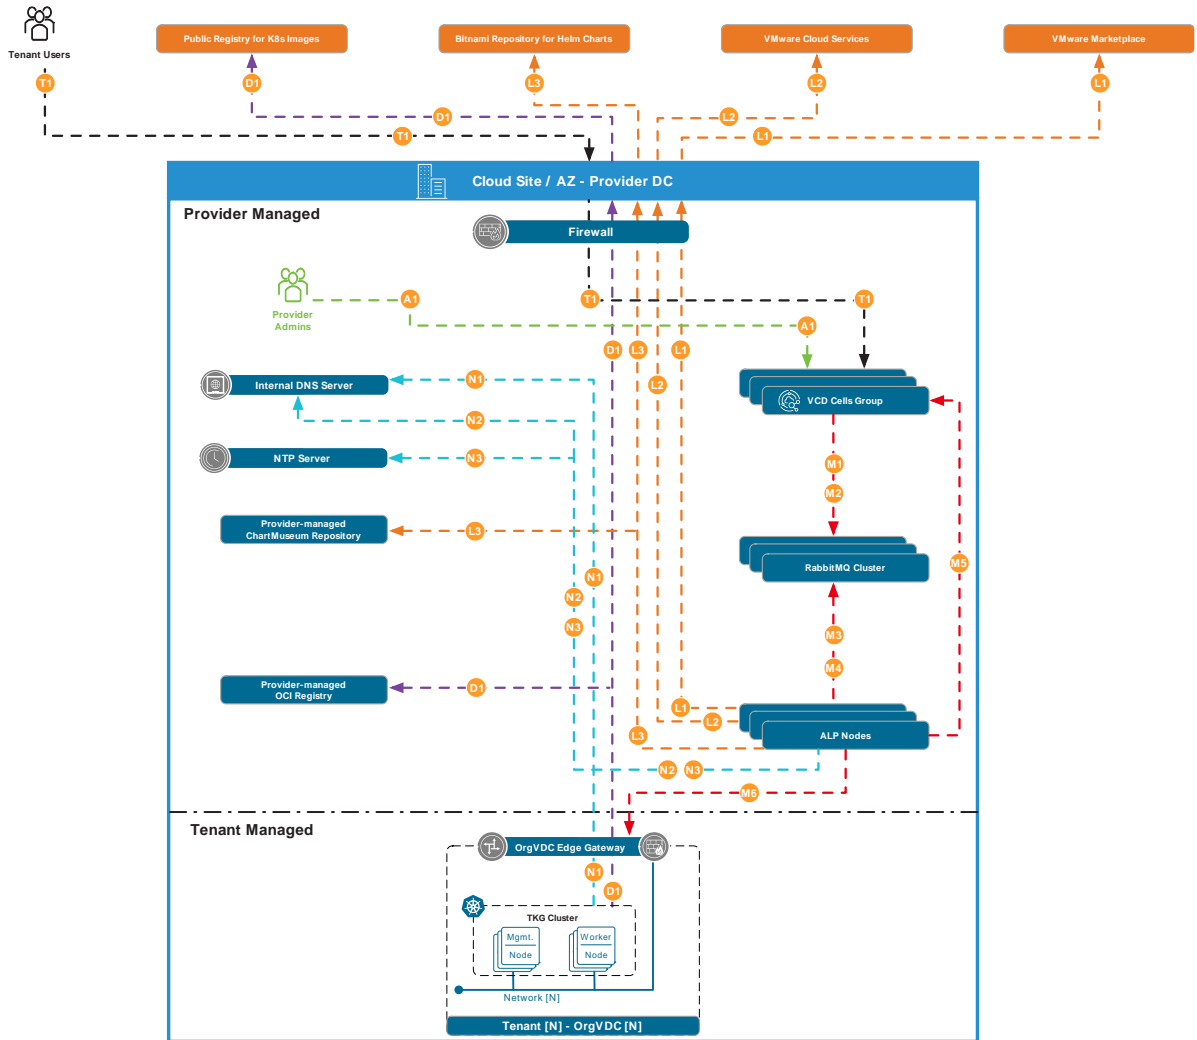 Tenant Users
Public Registry for K8s Images
Bitnami Repository for Helm Charts
VMware Cloud Services
VMware Marketplace
T1
D1
L3
L2
L1
D1
L2
T1
L1
Cloud Site / AZ - Provider DC
Provider Managed
Firewall
Provider
Admins
A1
T1
T1
A1
D1
L3
L1
Internal DNS Server
N1
L2
VCD Cells Group
N2
NTP Server
N3
M1
M2
Provider-managed
ChartMuseum Repository
L3
M5
RabbitMQ Cluster
N1
N2
N3
M3
M4
Provider-managed
OCI Registry
D1
L1
L2
L3
ALP Nodes
N2
N3
M6
Tenant Managed
OrgVDC Edge Gateway
N1
D1
TKG Cluster
Mgmt.
Node
Worker
Node
Network [N]
Tenant [N] - OrgVDC [N]